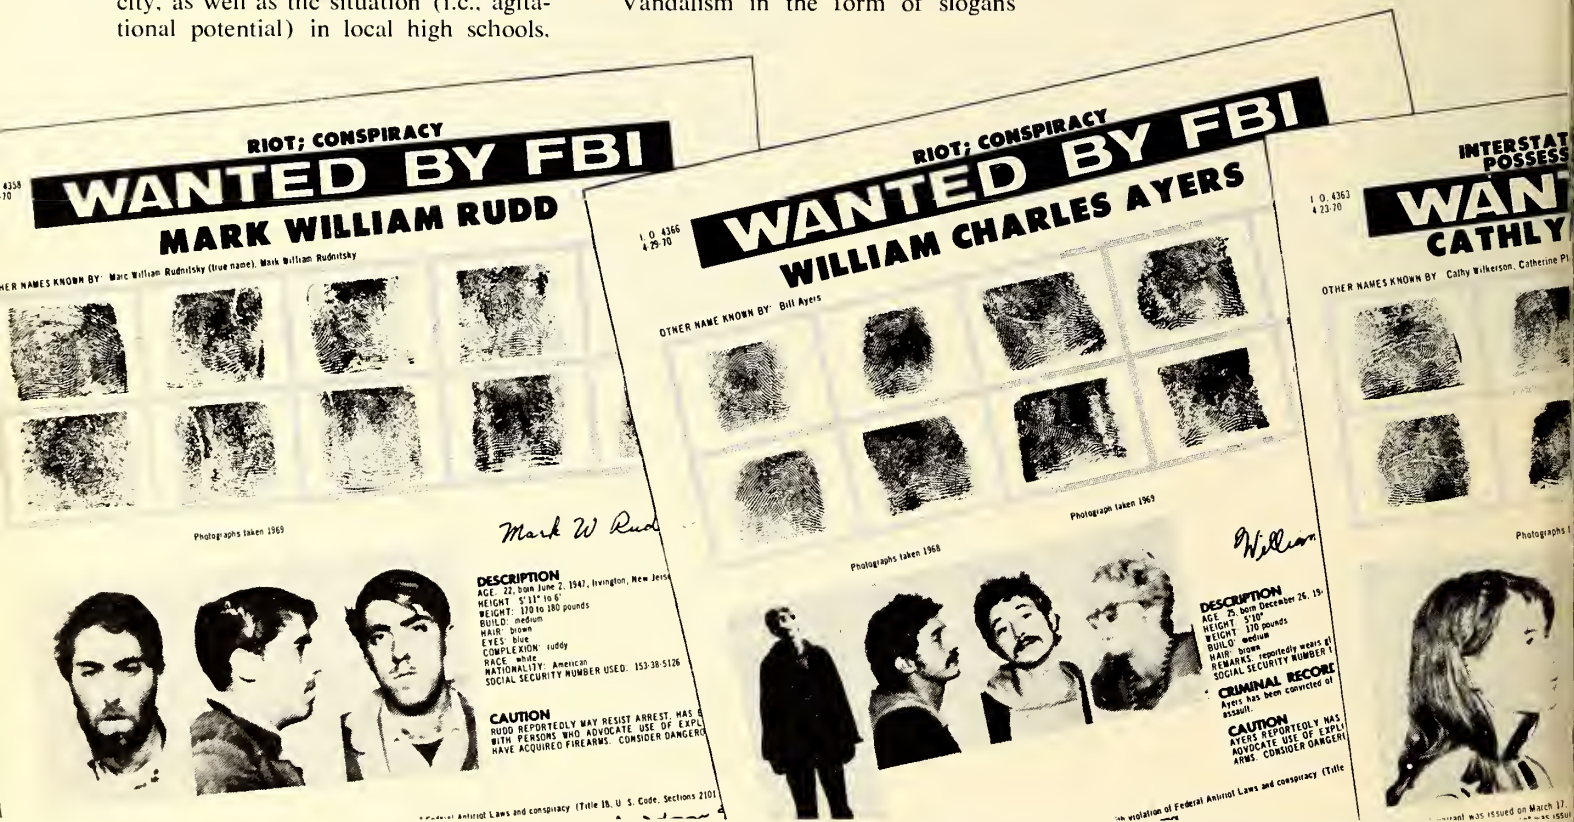 city, as well as the situation (i.e., agita-
tional potential) in local high schools.
Vandalism in the form of slogans
4358
-70
RIOT; CONSPIRACY
WANTED BY FBI
MARK WILLIAM RUDD
HER NAMES KNOWN BY: Marc William Rudnitsky (true name), Mark William Rudnitsky
Photographs taken 1969
Mark W Rud
DESCRIPTION
AGE: 22, born June 2, 1947, Irvington, New Jerse
HEIGHT: 5'11" to 6'
WEIGHT: 170 to 180 pounds
BUILD: medium
HAIR: brown
EYES: blue
COMPLEXION: ruddy
RACE: white
NATIONALITY: American
SOCIAL SECURITY NUMBER USED: 153-38-5126
CAUTION
RUDD REPORTEDLY MAY RESIST ARREST, HAS
WITH PERSONS WHO ADVOCATE USE OF EXPL
HAVE ACQUIRED FIREARMS. CONSIDER DANGERO
Federal Antiriot Laws and conspiracy (Title 18, U. S. Code, Sections 2101
I. O. 4366
4-29-70
RIOT; CONSPIRACY
WANTED BY FBI
WILLIAM CHARLES AYERS
OTHER NAME KNOWN BY: Bill Ayers
Photograph taken 1969
Photographs taken 1968
William
DESCRIPTION
AGE: 25, born December 26, 19
HEIGHT: 5'10"
WEIGHT: 170 pounds
BUILD: medium
HAIR: brown
REMARKS: reportedly wears gl
SOCIAL SECURITY NUMBER
CRIMINAL RECORD
Ayers has been convicted of
assault.
CAUTION
AYERS REPORTEDLY HAS
ADVOCATE USE OF EXPL
ARMS. CONSIDER DANGER
th violation of Federal Antiriot Laws and conspiracy (Title
I. O. 4363
4-23-70
INTERSTAT
POSSESS
WAN
CATHLY
OTHER NAMES KNOWN BY: Cathy Wilkerson, Catherine Pl
Photographs
arrant was issued on March 17,